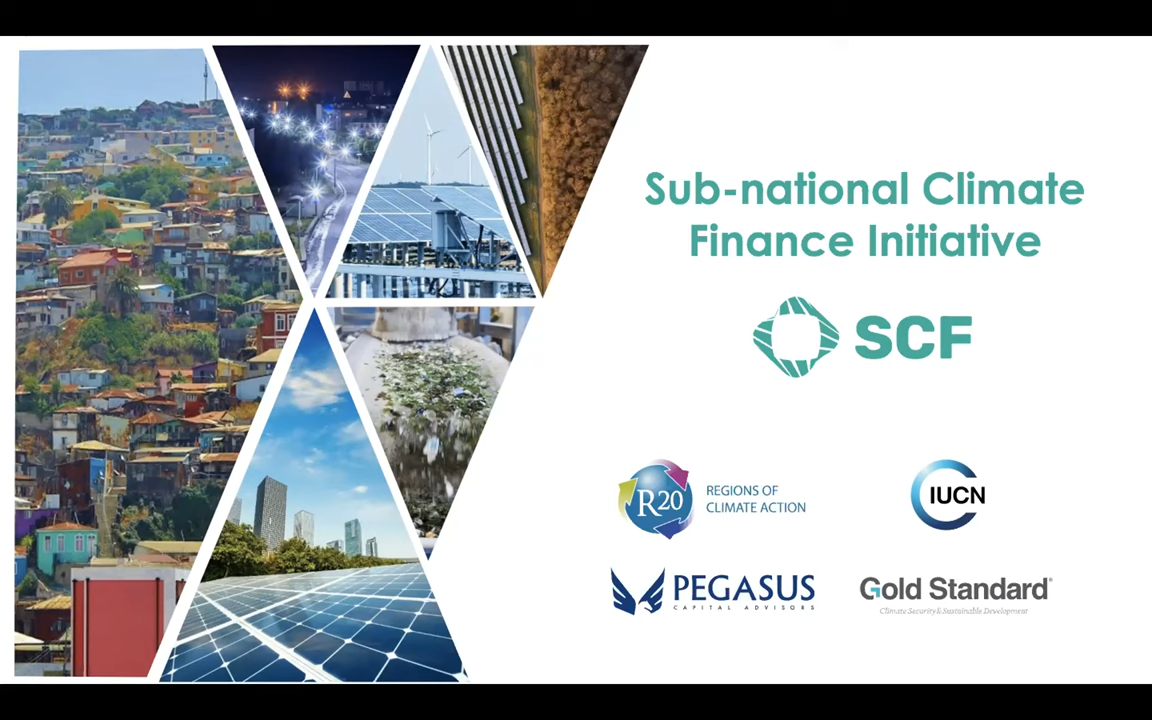 Sub-national Climate
Finance Initiative
SCF
R20
REGIONS OF
CLIMATE ACTION
IUCN
PEGASUS
CAPITAL ADVISORS
Gold Standard®
Climate Security & Sustainable Development